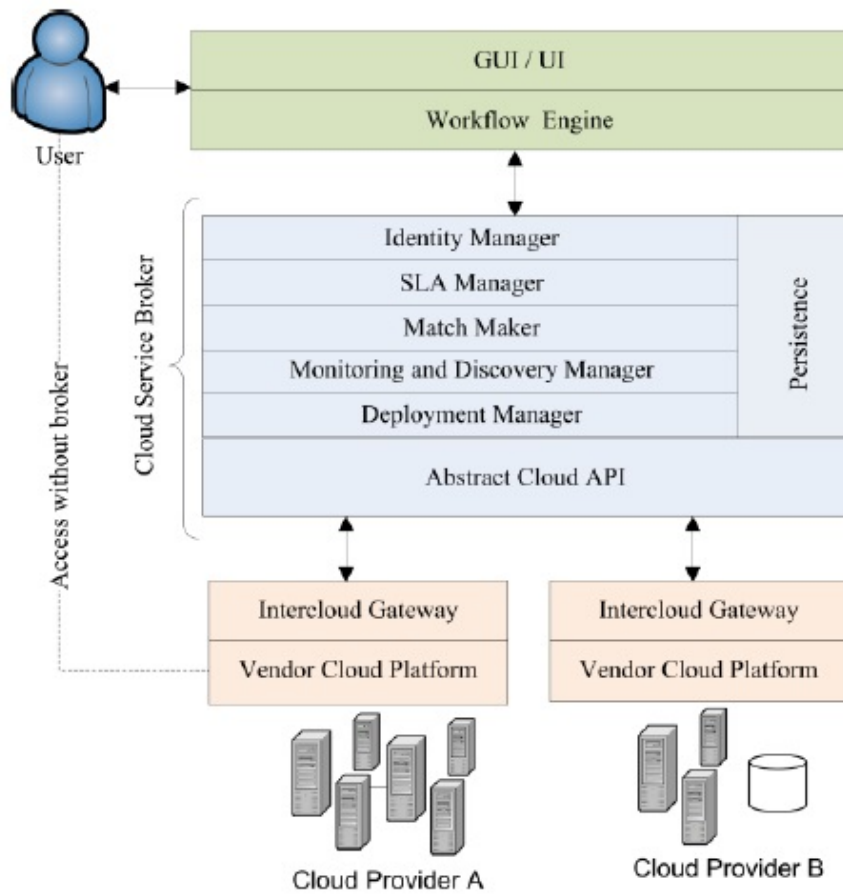 GUI / UI
Workflow Engine
User
Identity Manager
SLA Manager
Match Maker
Monitoring and Discovery Manager
Deployment Manager
Persistence
Abstract Cloud API
Cloud Service Broker
Access without broker
Intercloud Gateway
Vendor Cloud Platform
Intercloud Gateway
Vendor Cloud Platform
Cloud Provider A
Cloud Provider B